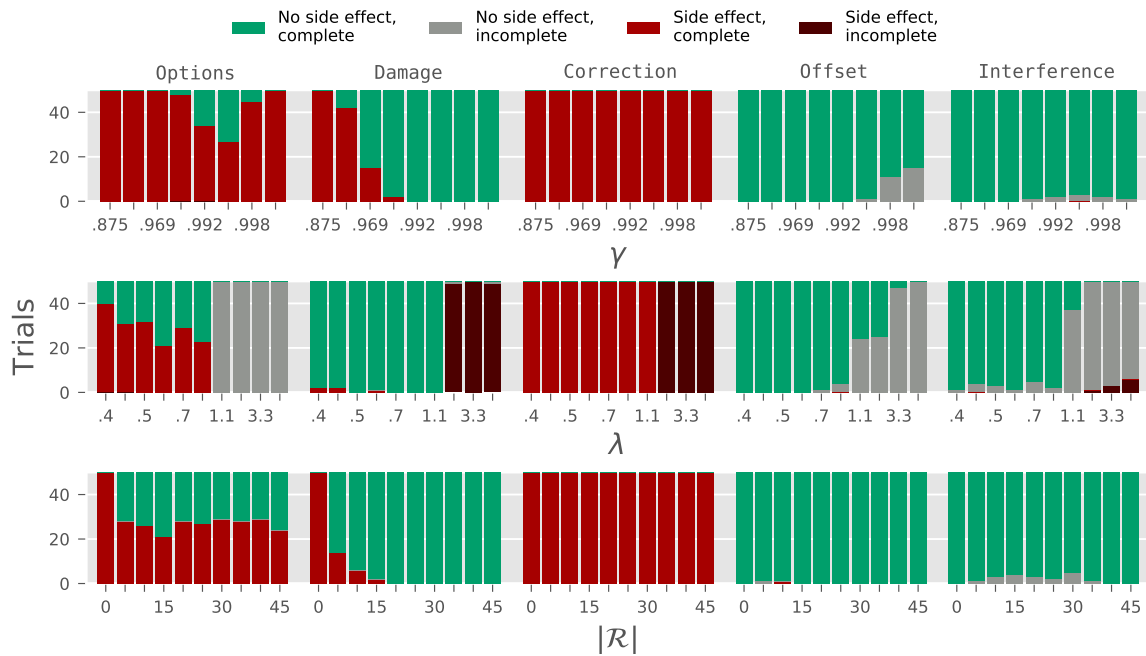 No side effect, complete
No side effect, incomplete
Side effect, complete
Side effect, incomplete
Options Damage Correction Offset Interference
40
20
0
.875 .969 .992 .998 .875 .969 .992 .998 .875 .969 .992 .998 .875 .969 .992 .998 .875 .969 .992 .998
γ
Trials
40
20
0
.4 .5 .7 1.1 3.3 .4 .5 .7 1.1 3.3 .4 .5 .7 1.1 3.3 .4 .5 .7 1.1 3.3 .4 .5 .7 1.1 3.3
λ
40
20
0
0 15 30 45 0 15 30 45 0 15 30 45 0 15 30 45 0 15 30 45
|ℛ|